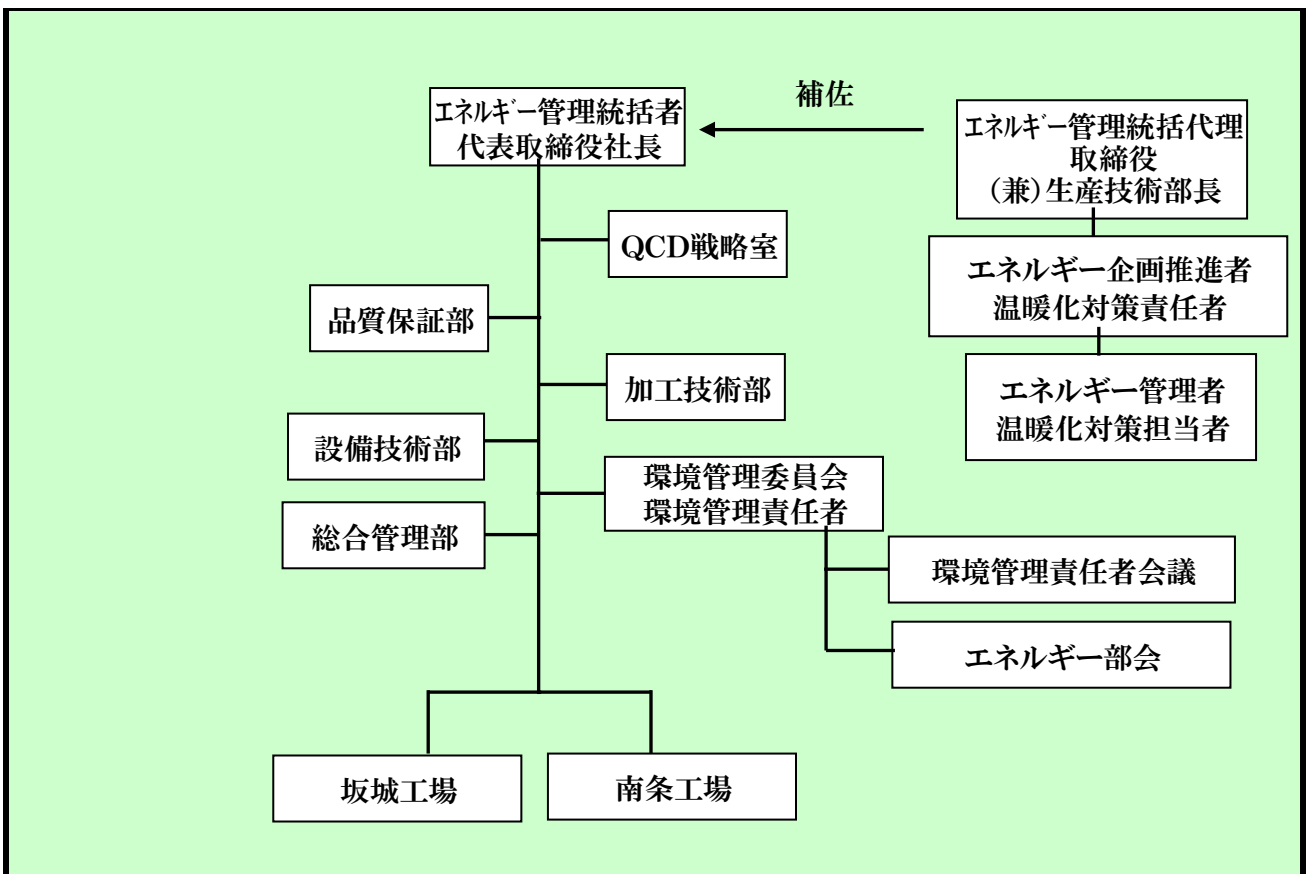 補佐
エネルギー管理統括者
代表取締役社長
エネルギー管理統括代理
取締役
(兼)生産技術部長
QCD戦略室
エネルギー企画推進者
温暖化対策責任者
品質保証部
加工技術部
エネルギー管理者
温暖化対策担当者
設備技術部
環境管理委員会
環境管理責任者
総合管理部
環境管理責任者会議
エネルギー部会
坂城工場
南条工場